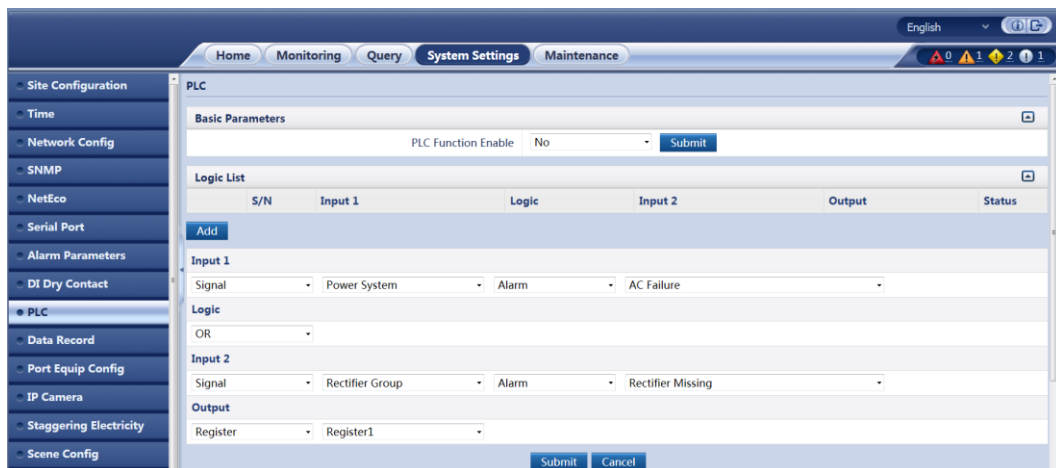 English
Home Monitoring Query System Settings Maintenance
0 1 2 1
Site Configuration
Time
Network Config
SNMP
NetEco
Serial Port
Alarm Parameters
DI Dry Contact
PLC
Data Record
Port Equip Config
IP Camera
Staggering Electricity
Scene Config
PLC
Basic Parameters
PLC Function Enable No Submit
Logic List
S/N Input 1 Logic Input 2 Output Status
Add
Input 1
Signal Power System Alarm AC Failure
Logic
OR
Input 2
Signal Rectifier Group Alarm Rectifier Missing
Output
Register Register1
Submit Cancel